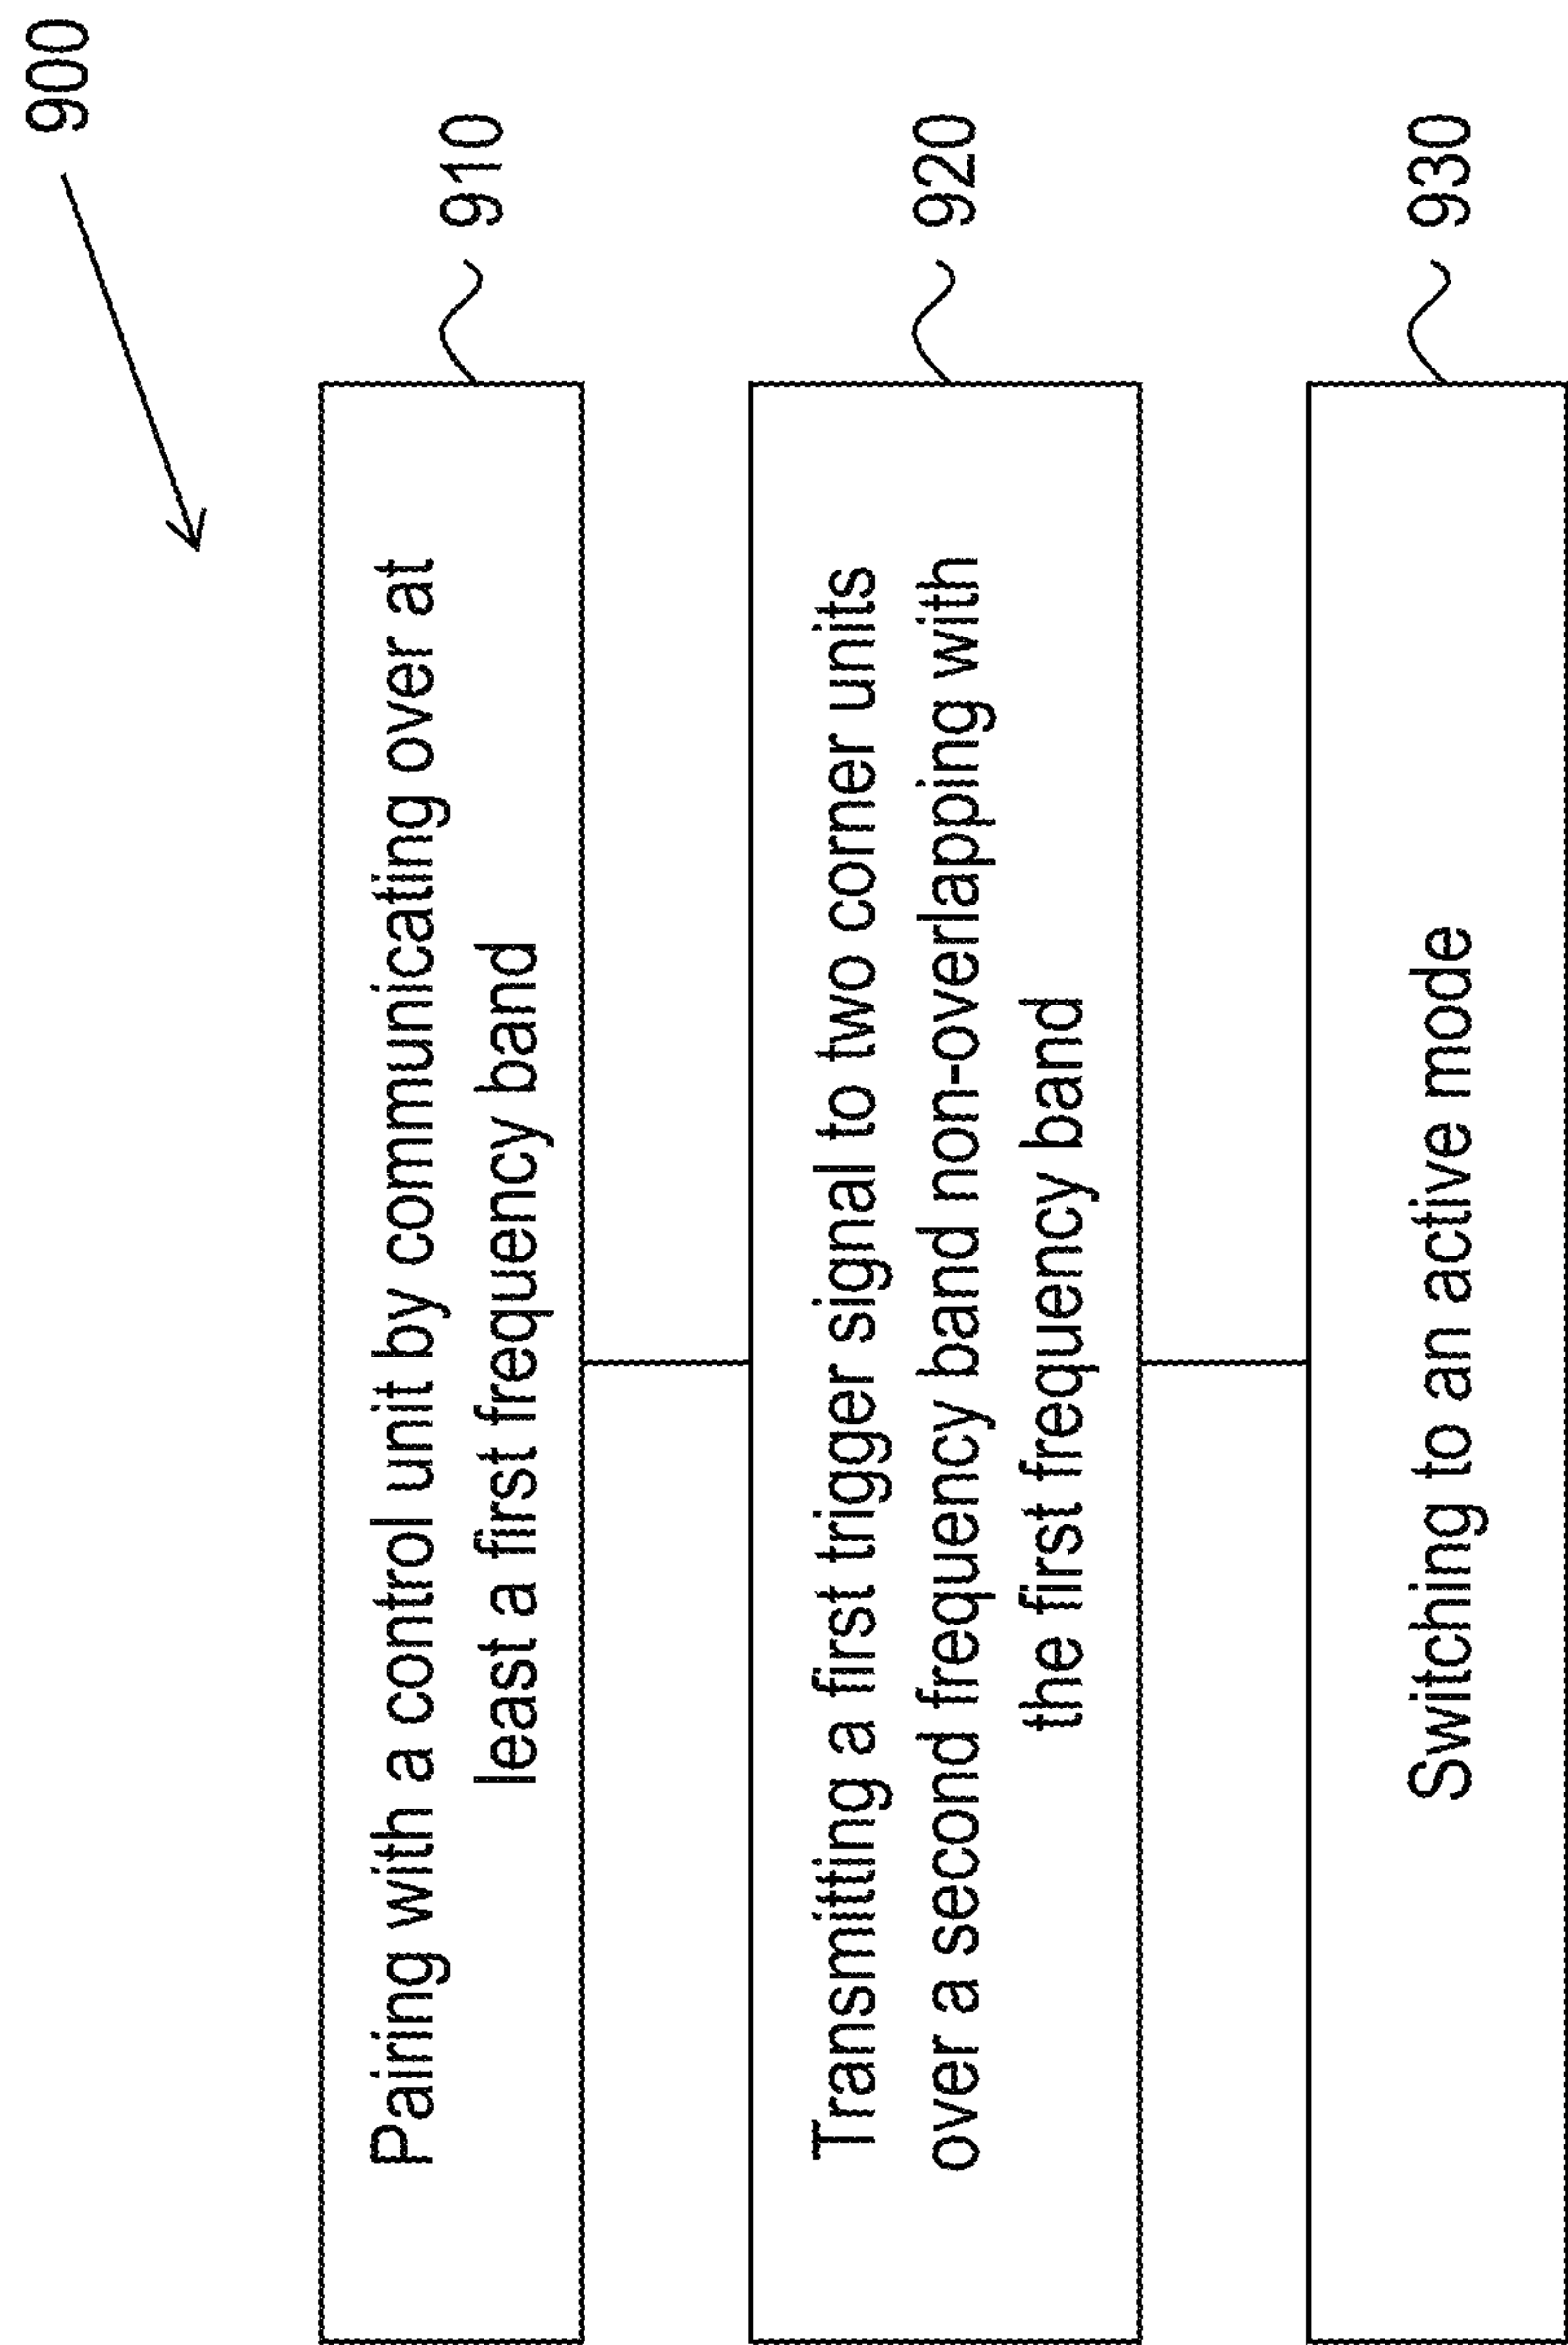 900
Pairing with a control unit by communicating over at
least a first frequency band
910
Transmitting a first trigger signal to two corner units
over a second frequency band non-overlapping with
the first frequency band
920
Switching to an active mode
930